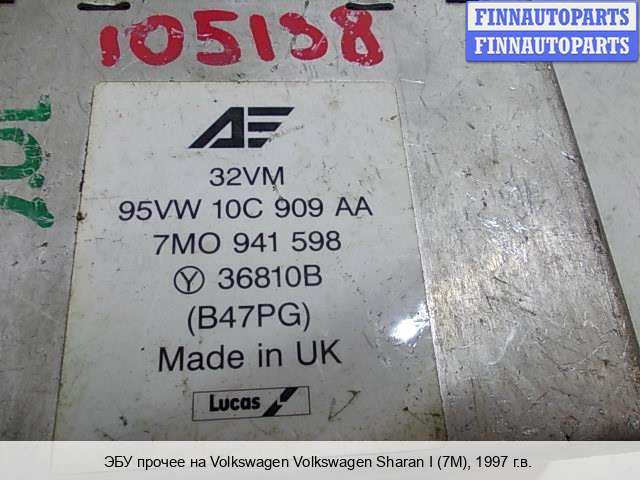 FINNAUTOPARTS
FINNAUTOPARTS
105138
AE
32VM
95VW 10C 909 AA
7MO 941 598
Y 36810B
(B47PG)
Made in UK
Lucas
ЭБУ прочее на Volkswagen Volkswagen Sharan I (7M), 1997 г.в.